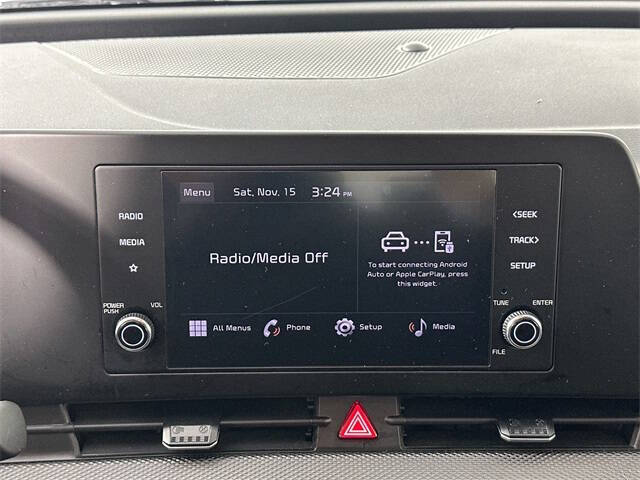 Menu Sat, Nov. 15 3:24 PM
RADIO
MEDIA
Radio/Media Off
To start connecting Android
Auto or Apple CarPlay, press
this widget.
<SEEK
TRACK>
SETUP
POWER
PUSH
VOL
All Menus Phone Setup Media
TUNE
ENTER
FILE